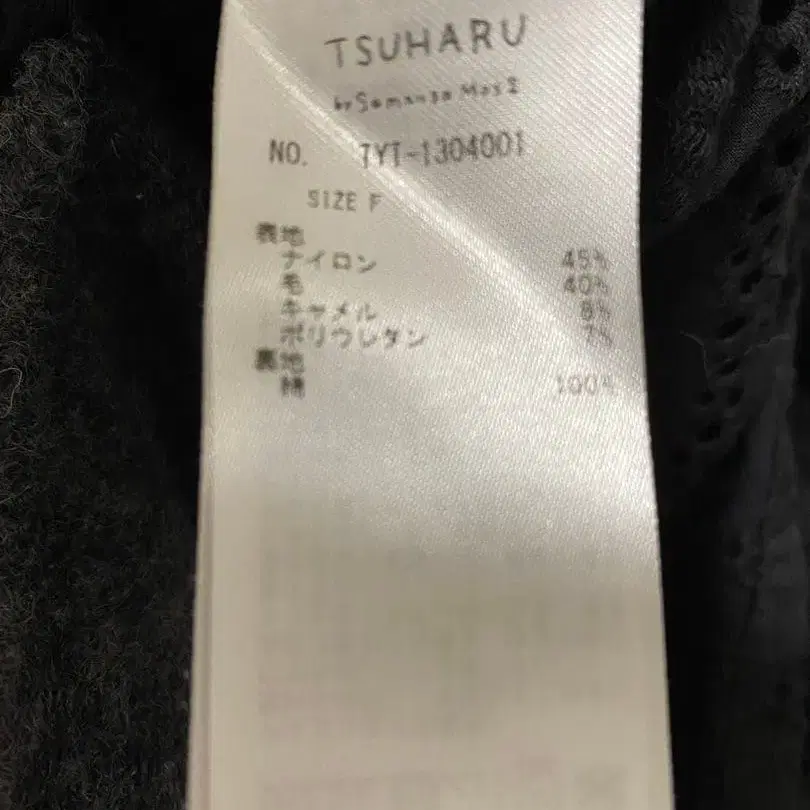 TSUHARU
by Samansa Mos2
NO. TYT-1304001
SIZE F
表地
ナイロン 45%
毛 40%
キャメル 8%
ポリウレタン 7%
裏地
綿 100%